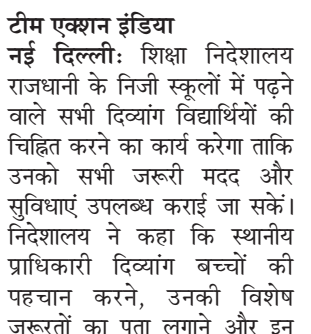 टीम एक्शन इंडिया
नई दिल्ली: शिक्षा निदेशालय
राजधानी के निजी स्कूलों में पढ़ने
वाले सभी दिव्यांग विद्यार्थियों की
चिह्नित करने का कार्य करेगा ताकि
उनको सभी जरूरी मदद और
सुविधाएं उपलब्ध कराई जा सकें।
निदेशालय ने कहा कि स्थानीय
प्राधिकारी दिव्यांग बच्चों की
पहचान करने, उनकी विशेष
जरूरतों का पता लगाने और इन